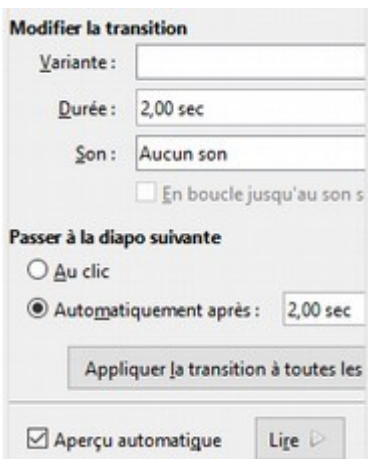 Modifier la transition
Variante :
Durée : 2,00 sec
Son : Aucun son
En boucle jusqu'au son s
Passer à la diapo suivante
Au clic
Automatiquement après : 2,00 sec
Appliquer la transition à toutes les
Aperçu automatique Lire